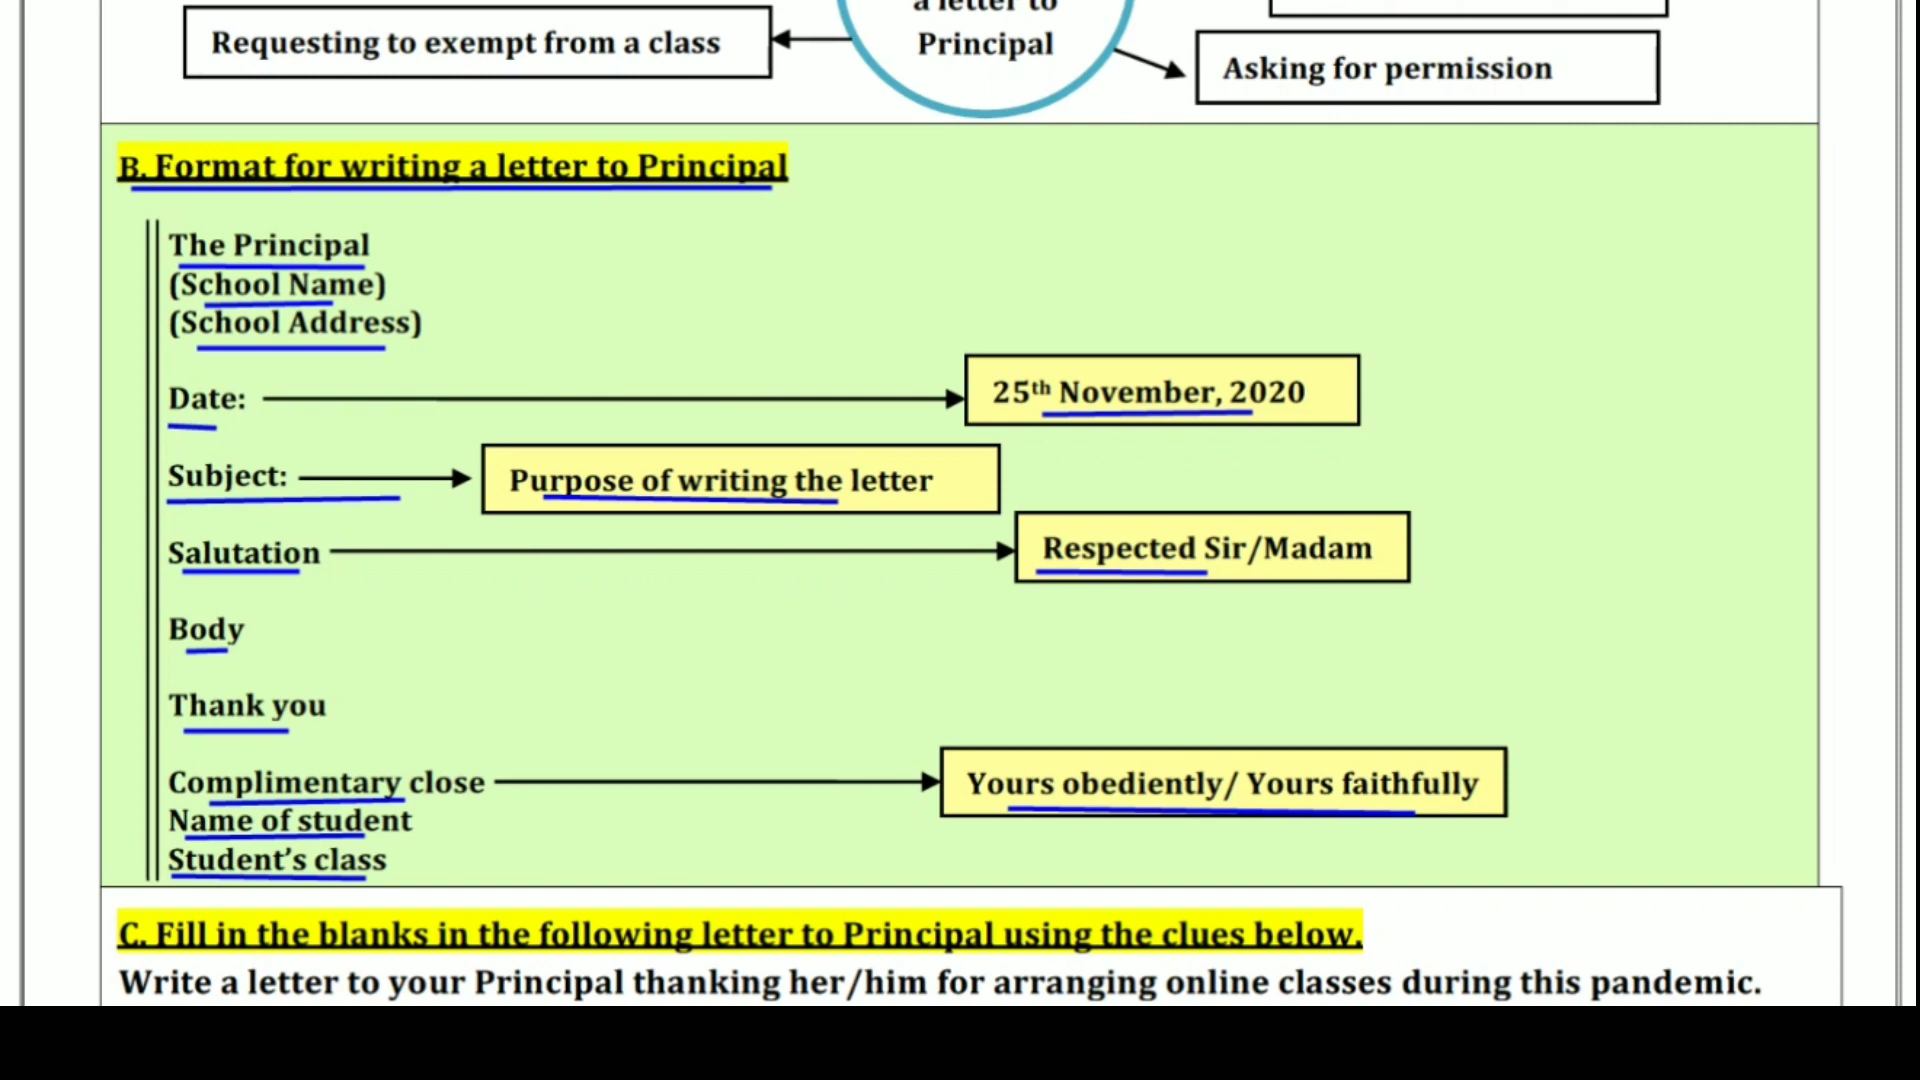 a letter to
Principal
Requesting to exempt from a class
Asking for permission
B. Format for writing a letter to Principal
The Principal
(School Name)
(School Address)
Date:
25th November, 2020
Subject:
Purpose of writing the letter
Salutation
Respected Sir/Madam
Body
Thank you
Complimentary close
Yours obediently/ Yours faithfully
Name of student
Student's class
C. Fill in the blanks in the following letter to Principal using the clues below.
Write a letter to your Principal thanking her/him for arranging online classes during this pandemic.